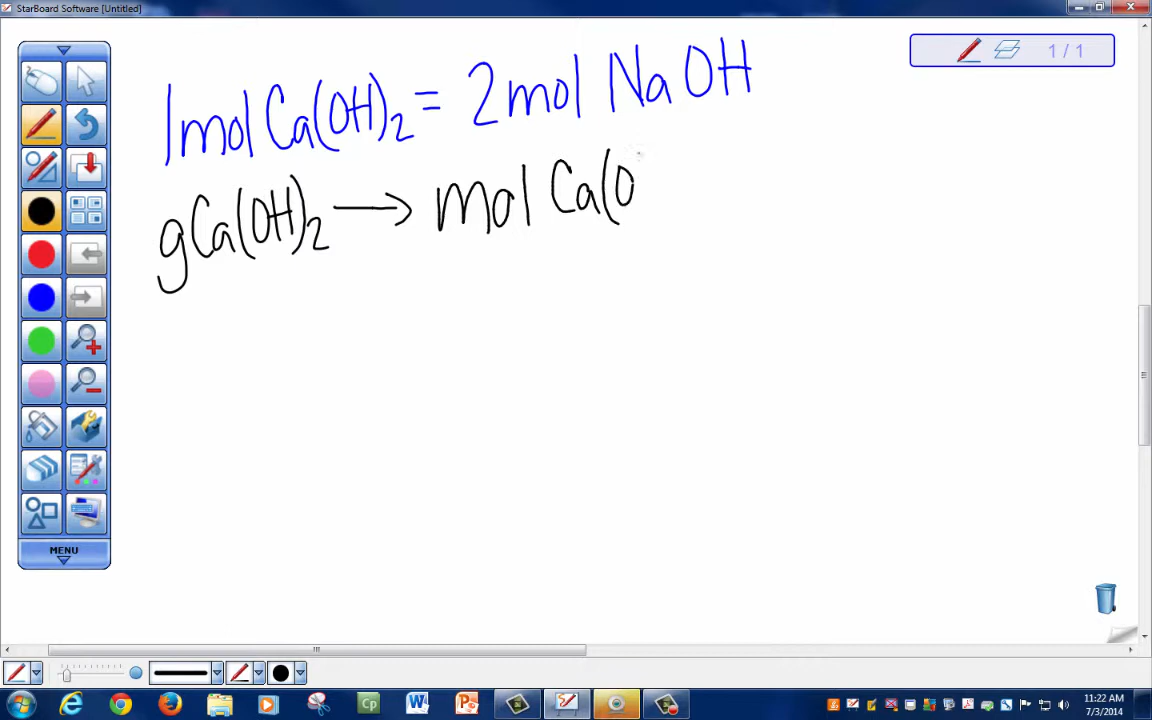 StarBoard Software [Untitled]
1 / 1
1mol Ca(OH)₂ = 2mol NaOH
gCa(OH)₂ → mol Ca(O
MENU
Cp
11:22 AM
7/3/2014